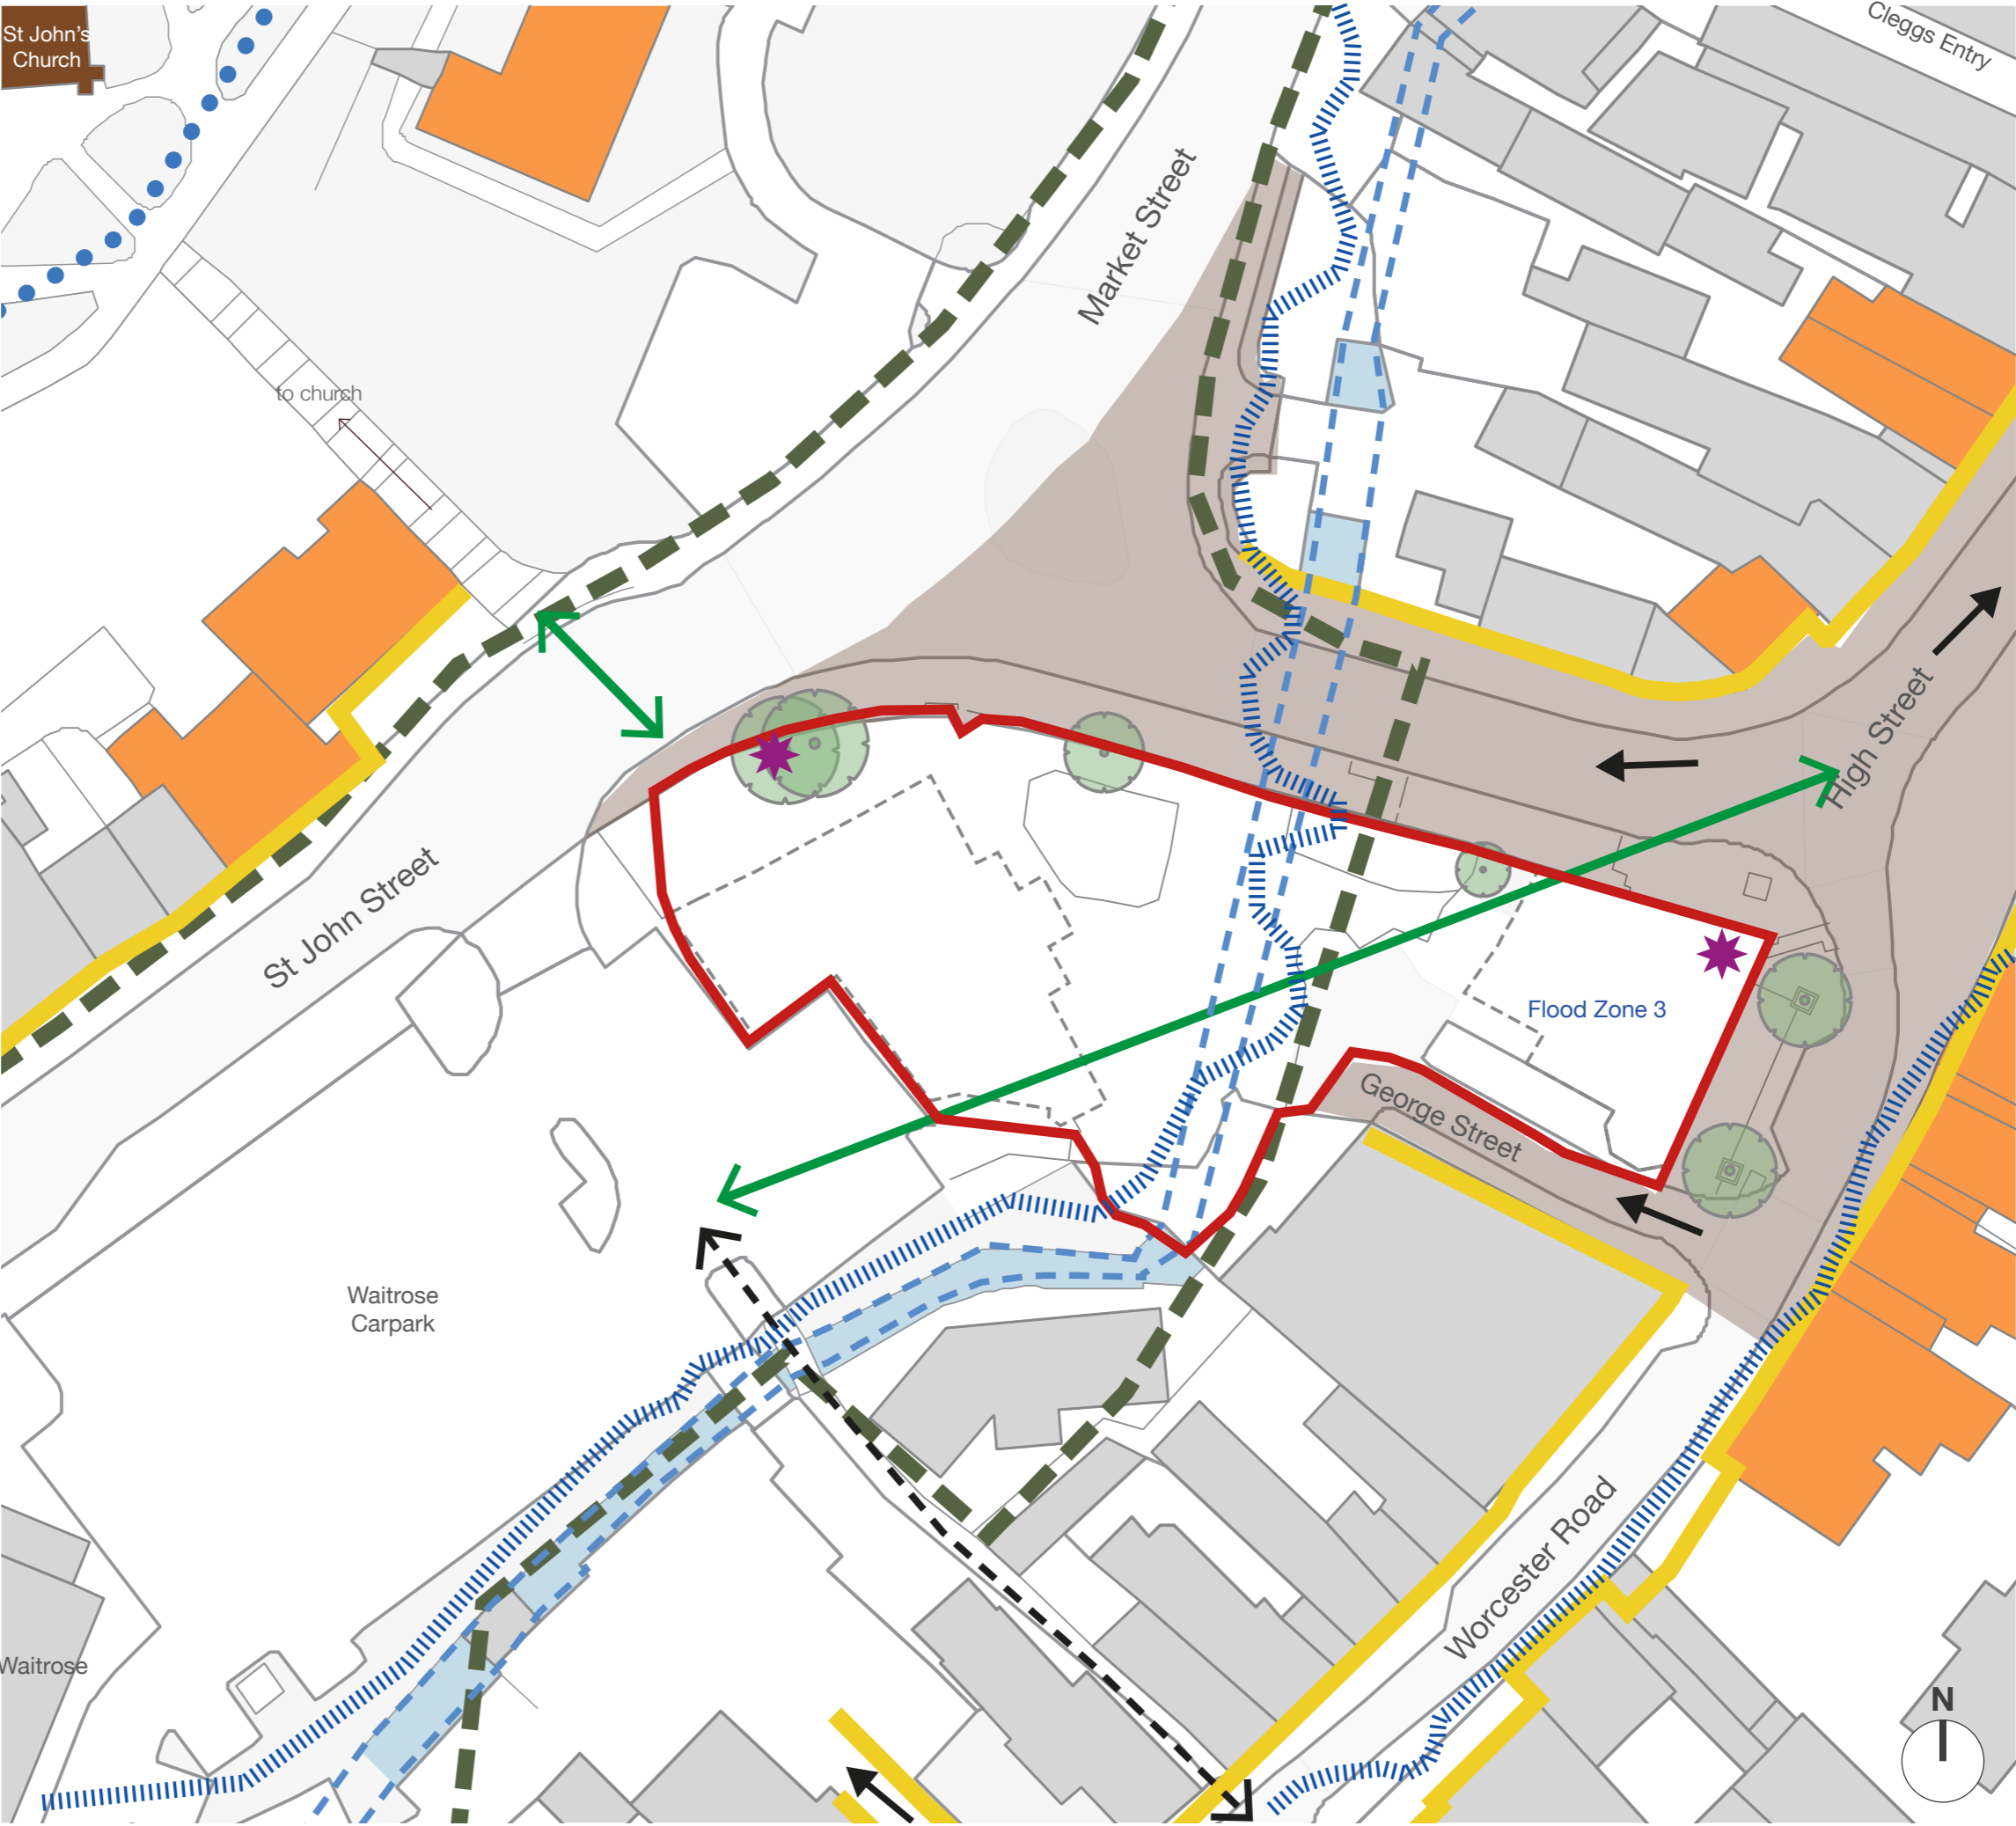 St John's
Church
Cleggs Entry
Market Street
to church
High Street
St John Street
Flood Zone 3
George Street
Waitrose
Carpark
Worcester Road
Waitrose
N